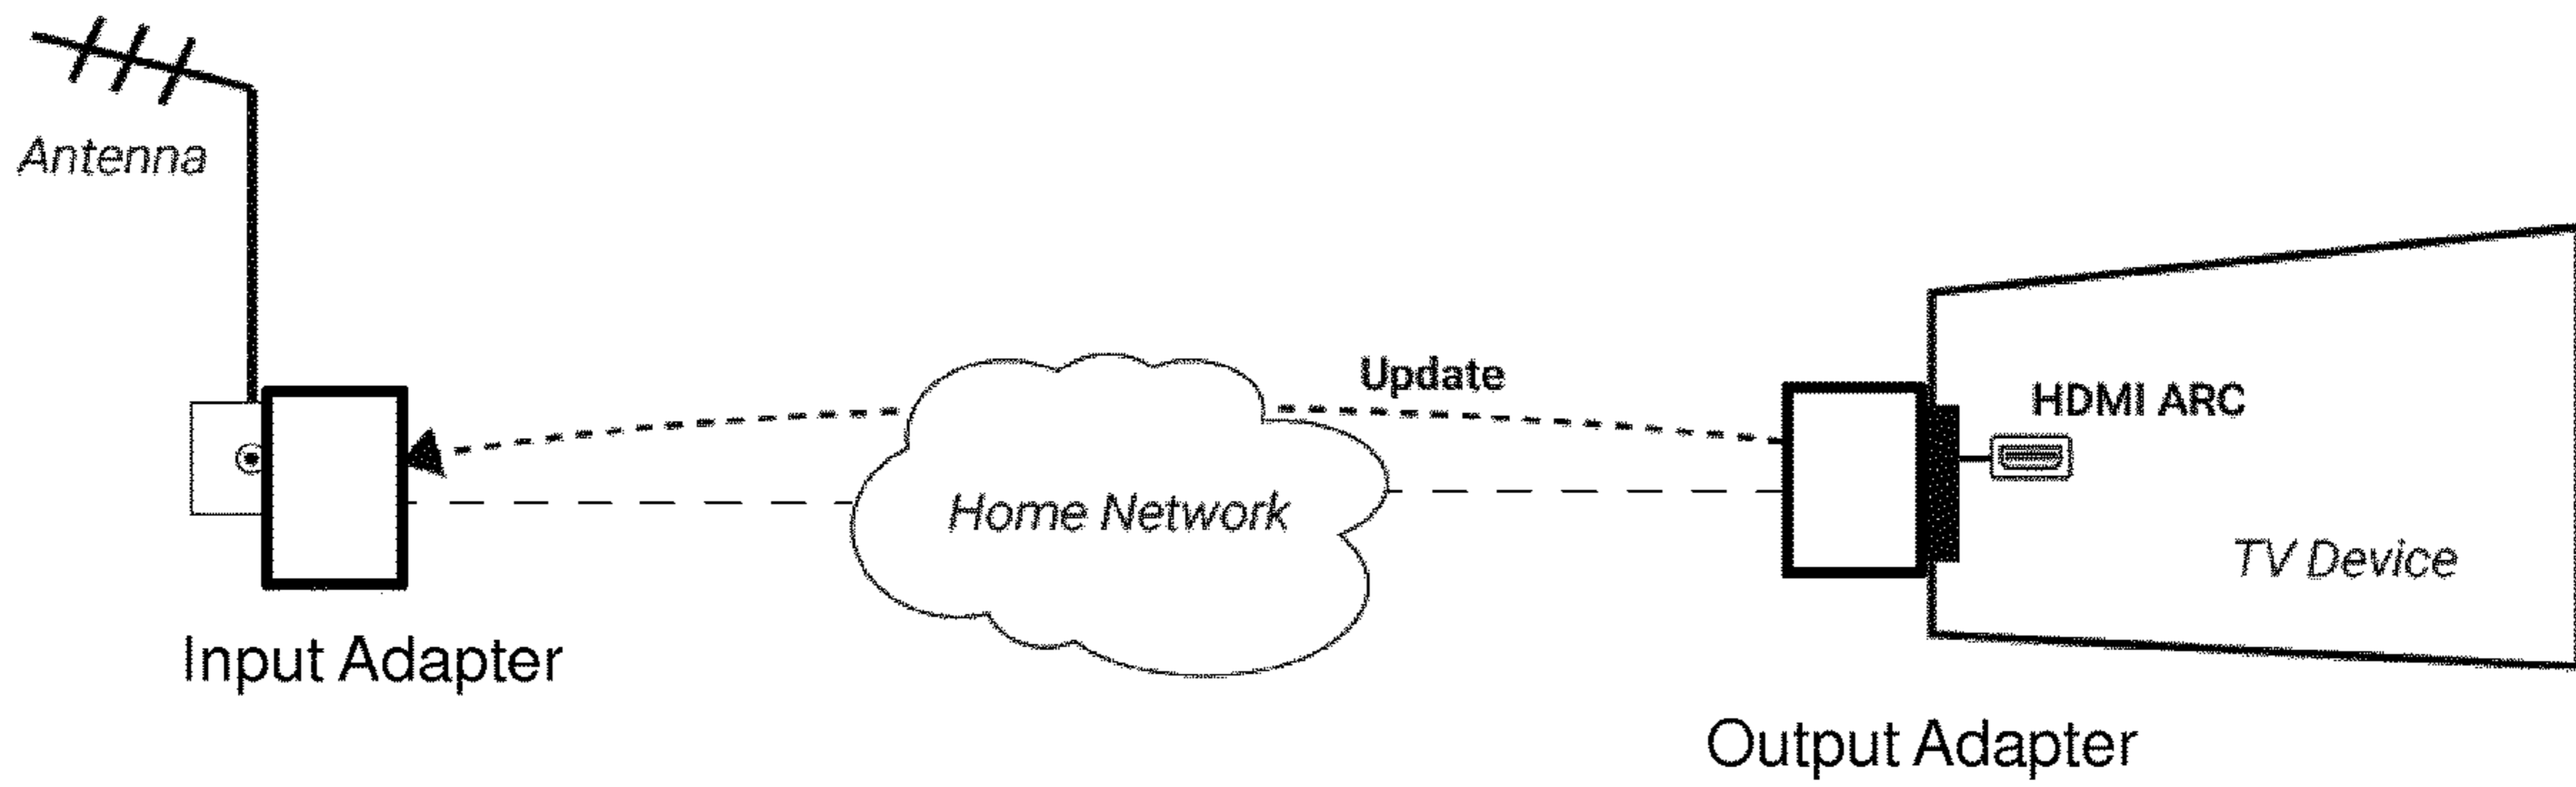 Antenna
Update
HDMI ARC
Home Network
TV Device
Input Adapter
Output Adapter